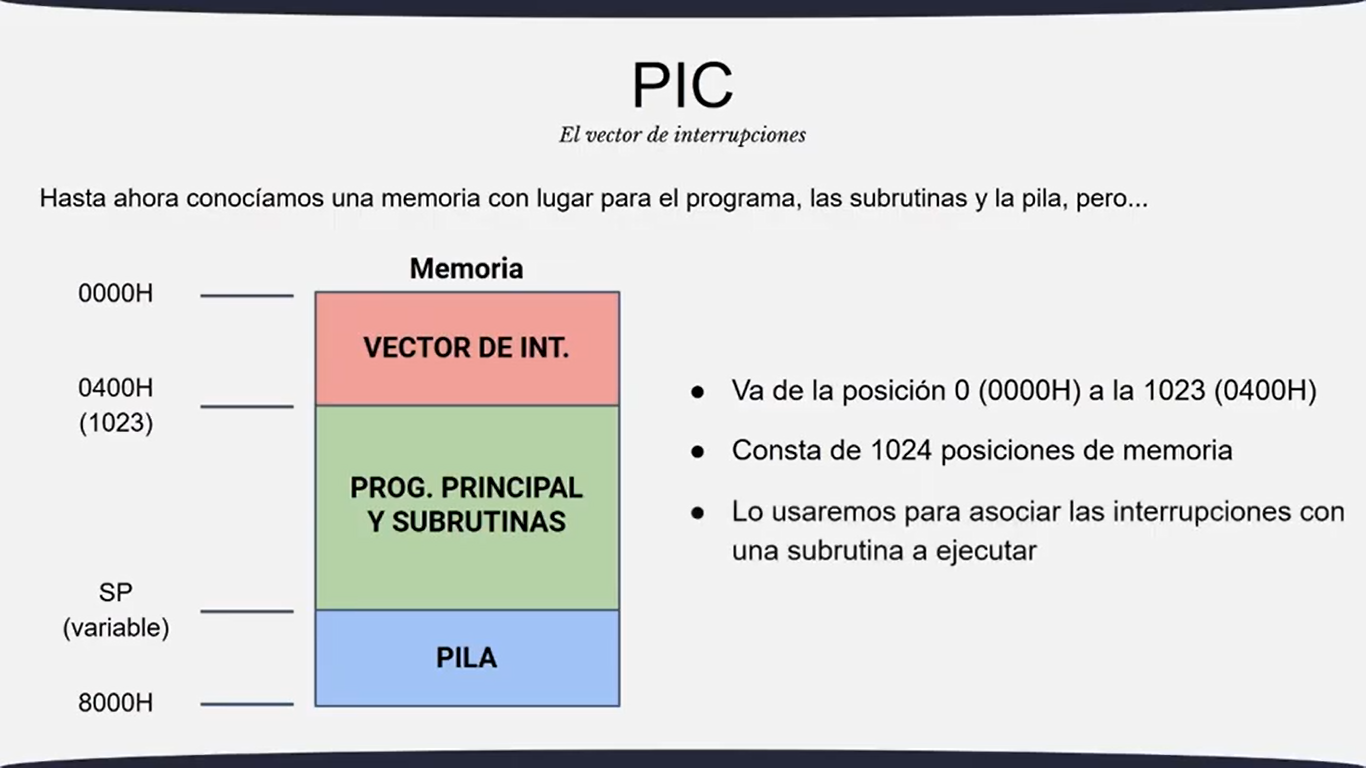 PIC
El vector de interrupciones
Hasta ahora conocíamos una memoria con lugar para el programa, las subrutinas y la pila, pero...
Memoria
0000H
VECTOR DE INT.
0400H
(1023)
PROG. PRINCIPAL
Y SUBRUTINAS
SP
(variable)
PILA
8000H
● Va de la posición 0 (0000H) a la 1023 (0400H)
● Consta de 1024 posiciones de memoria
● Lo usaremos para asociar las interrupciones con
una subrutina a ejecutar